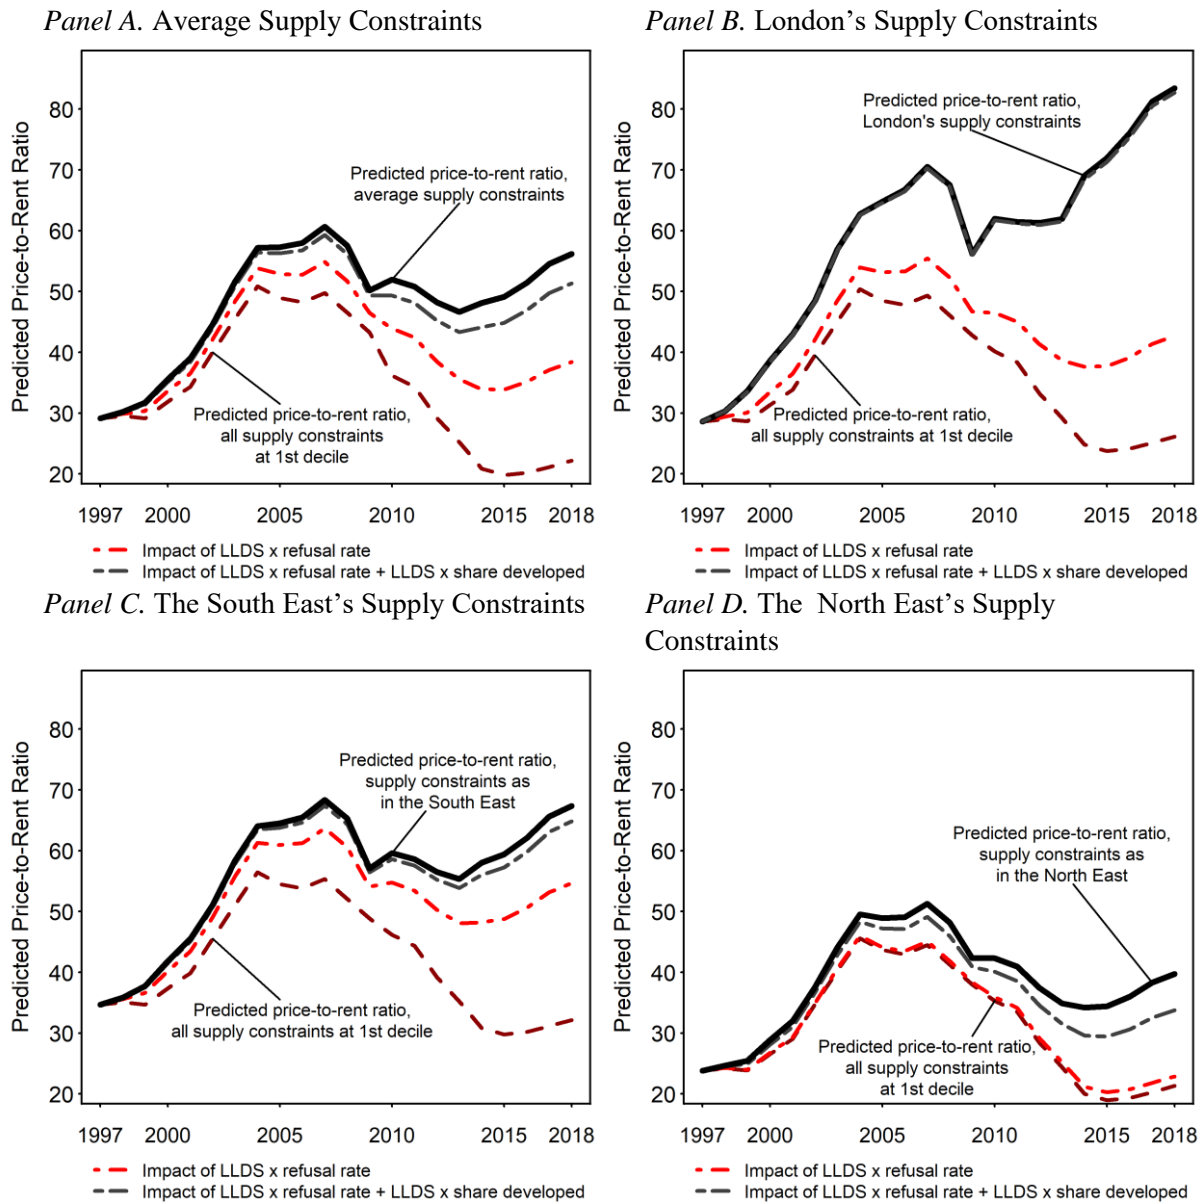 Panel A. Average Supply Constraints
Predicted Price-to-Rent Ratio
80
70
60
50
40
30
20
Predicted price-to-rent ratio,
average supply constraints
Predicted price-to-rent ratio,
all supply constraints
at 1st decile
1997 2000 2005 2010 2015 2018
Impact of LLDS x refusal rate
Impact of LLDS x refusal rate + LLDS x share developed
Panel B. London's Supply Constraints
Predicted Price-to-Rent Ratio
80
70
60
50
40
30
20
Predicted price-to-rent ratio,
London's supply constraints
Predicted price-to-rent ratio,
all supply constraints at 1st decile
1997 2000 2005 2010 2015 2018
Impact of LLDS x refusal rate
Impact of LLDS x refusal rate + LLDS x share developed
Panel C. The South East's Supply Constraints
Predicted Price-to-Rent Ratio
80
70
60
50
40
30
20
Predicted price-to-rent ratio,
supply constraints as
in the South East
Predicted price-to-rent ratio,
all supply constraints at 1st decile
1997 2000 2005 2010 2015 2018
Impact of LLDS x refusal rate
Impact of LLDS x refusal rate + LLDS x share developed
Panel D. The North East's Supply
Constraints
Predicted Price-to-Rent Ratio
80
70
60
50
40
30
20
Predicted price-to-rent ratio,
supply constraints as
in the North East
Predicted price-to-rent ratio,
all supply constraints
at 1st decile
1997 2000 2005 2010 2015 2018
Impact of LLDS x refusal rate
Impact of LLDS x refusal rate + LLDS x share developed